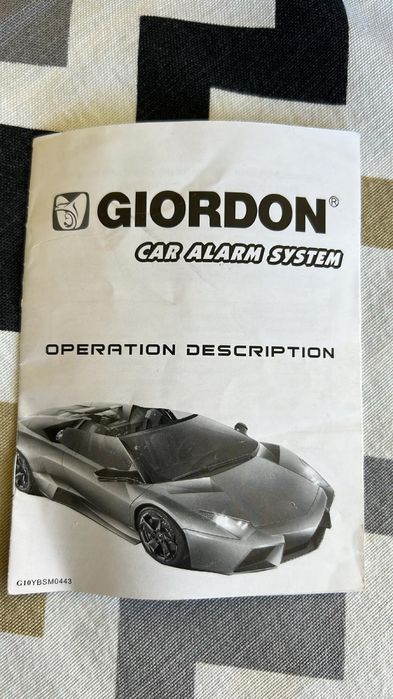 GIORDON®
CAR ALARM SYSTEM
OPERATION DESCRIPTION
G10YBSM0443